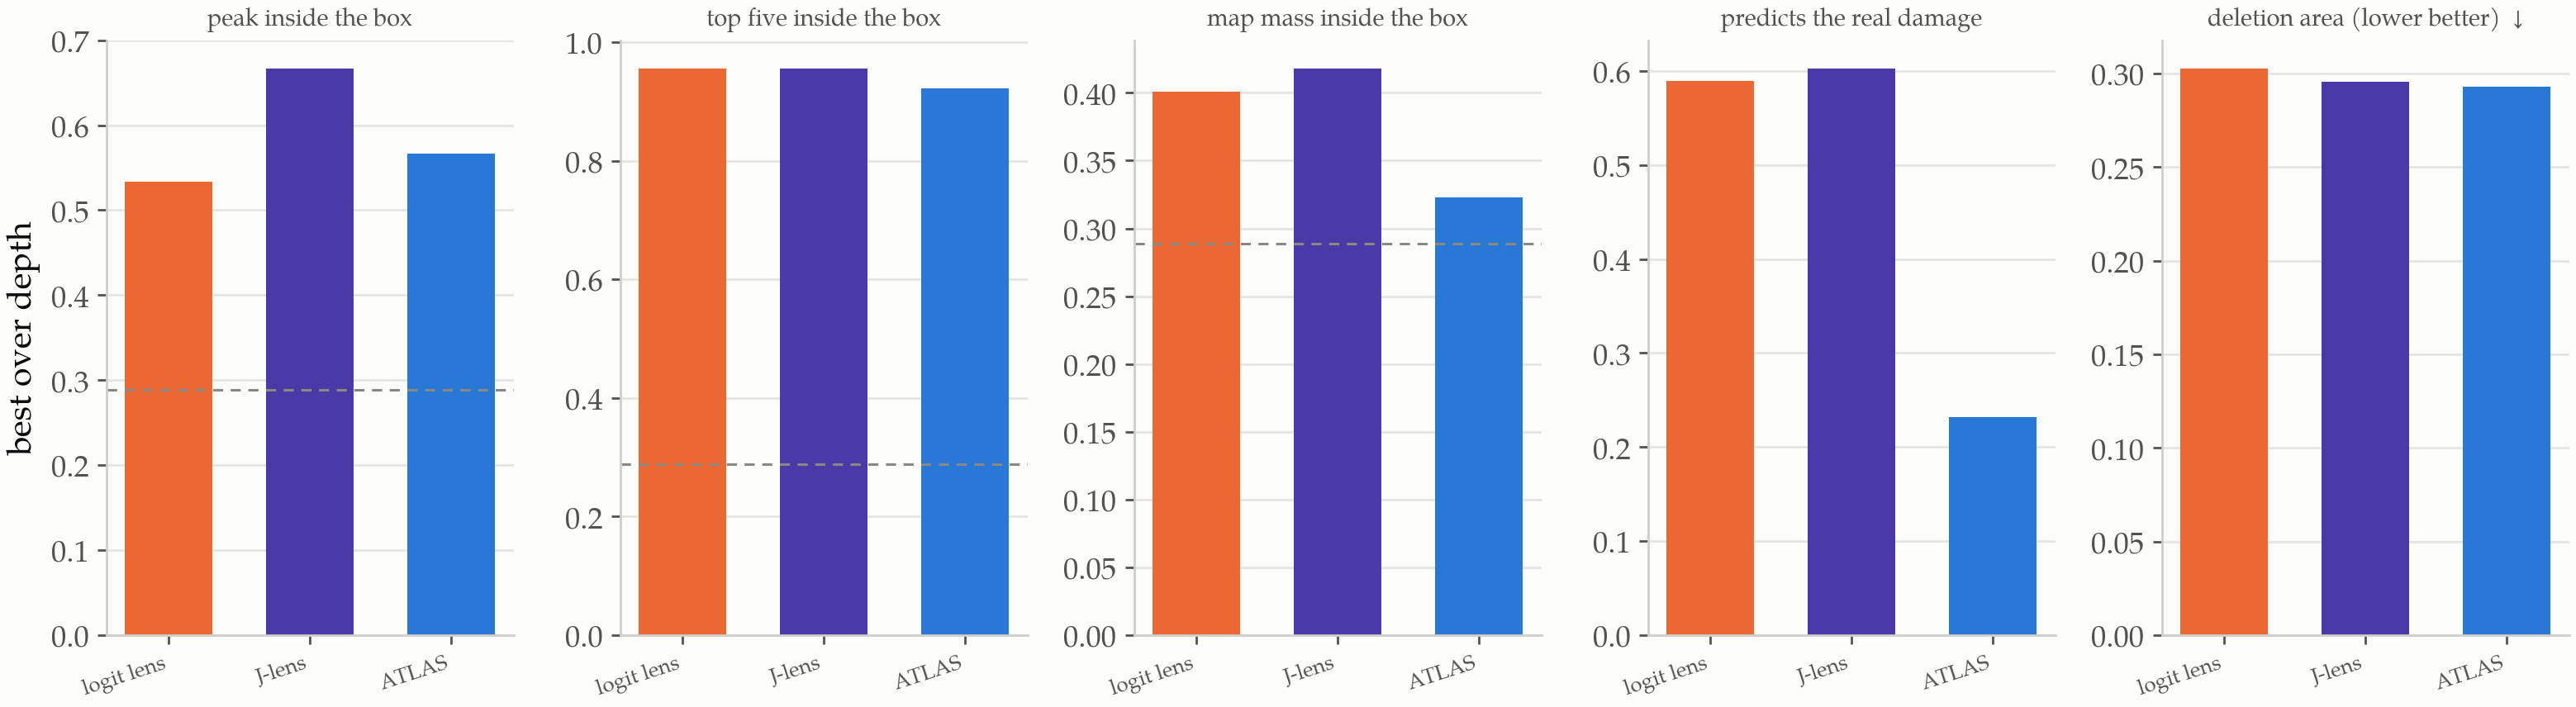 peak inside the box
top five inside the box
map mass inside the box
predicts the real damage
deletion area (lower better) ↓
best over depth
0.7
0.6
0.5
0.4
0.3
0.2
0.1
0.0
logit lens
J-lens
ATLAS
1.0
0.8
0.6
0.4
0.2
0.0
logit lens
J-lens
ATLAS
0.40
0.35
0.30
0.25
0.20
0.15
0.10
0.05
0.00
logit lens
J-lens
ATLAS
0.6
0.5
0.4
0.3
0.2
0.1
0.0
logit lens
J-lens
ATLAS
0.30
0.25
0.20
0.15
0.10
0.05
0.00
logit lens
J-lens
ATLAS